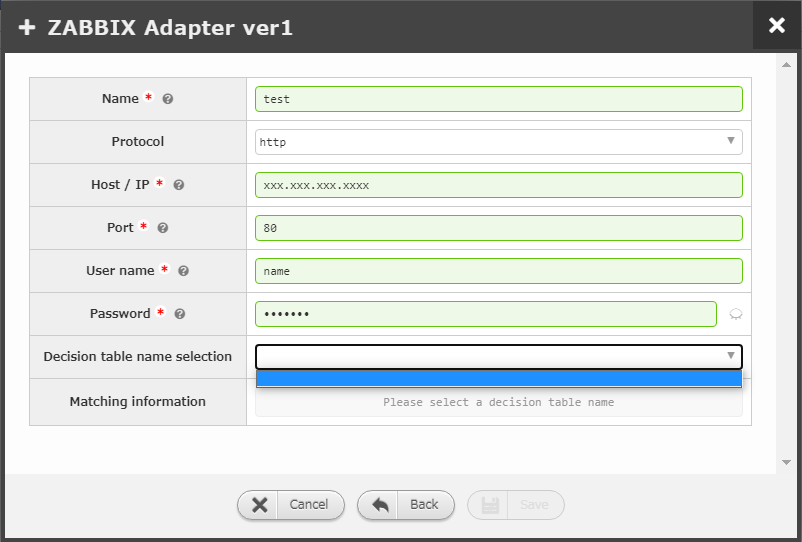 ZABBIX Adapter ver1
Name *
test
Protocol
http
Host / IP *
xxx.xxx.xxx.xxxx
Port *
80
User name *
name
Password *
•••••••
Decision table name selection
Matching information
Please select a decision table name
Cancel
Back
Save